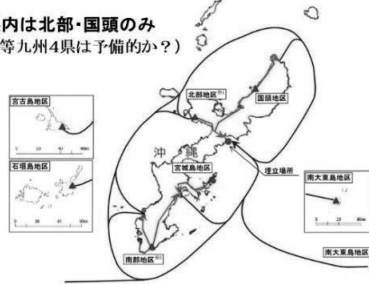 内は北部・国頭のみ
等九州4県は予備的か?)
北部地区
国頭地区
宮古島地区
沖縄
宮城島地区
石垣島地区
埋立場所
南大東島地区
南部地区
南大東島地区